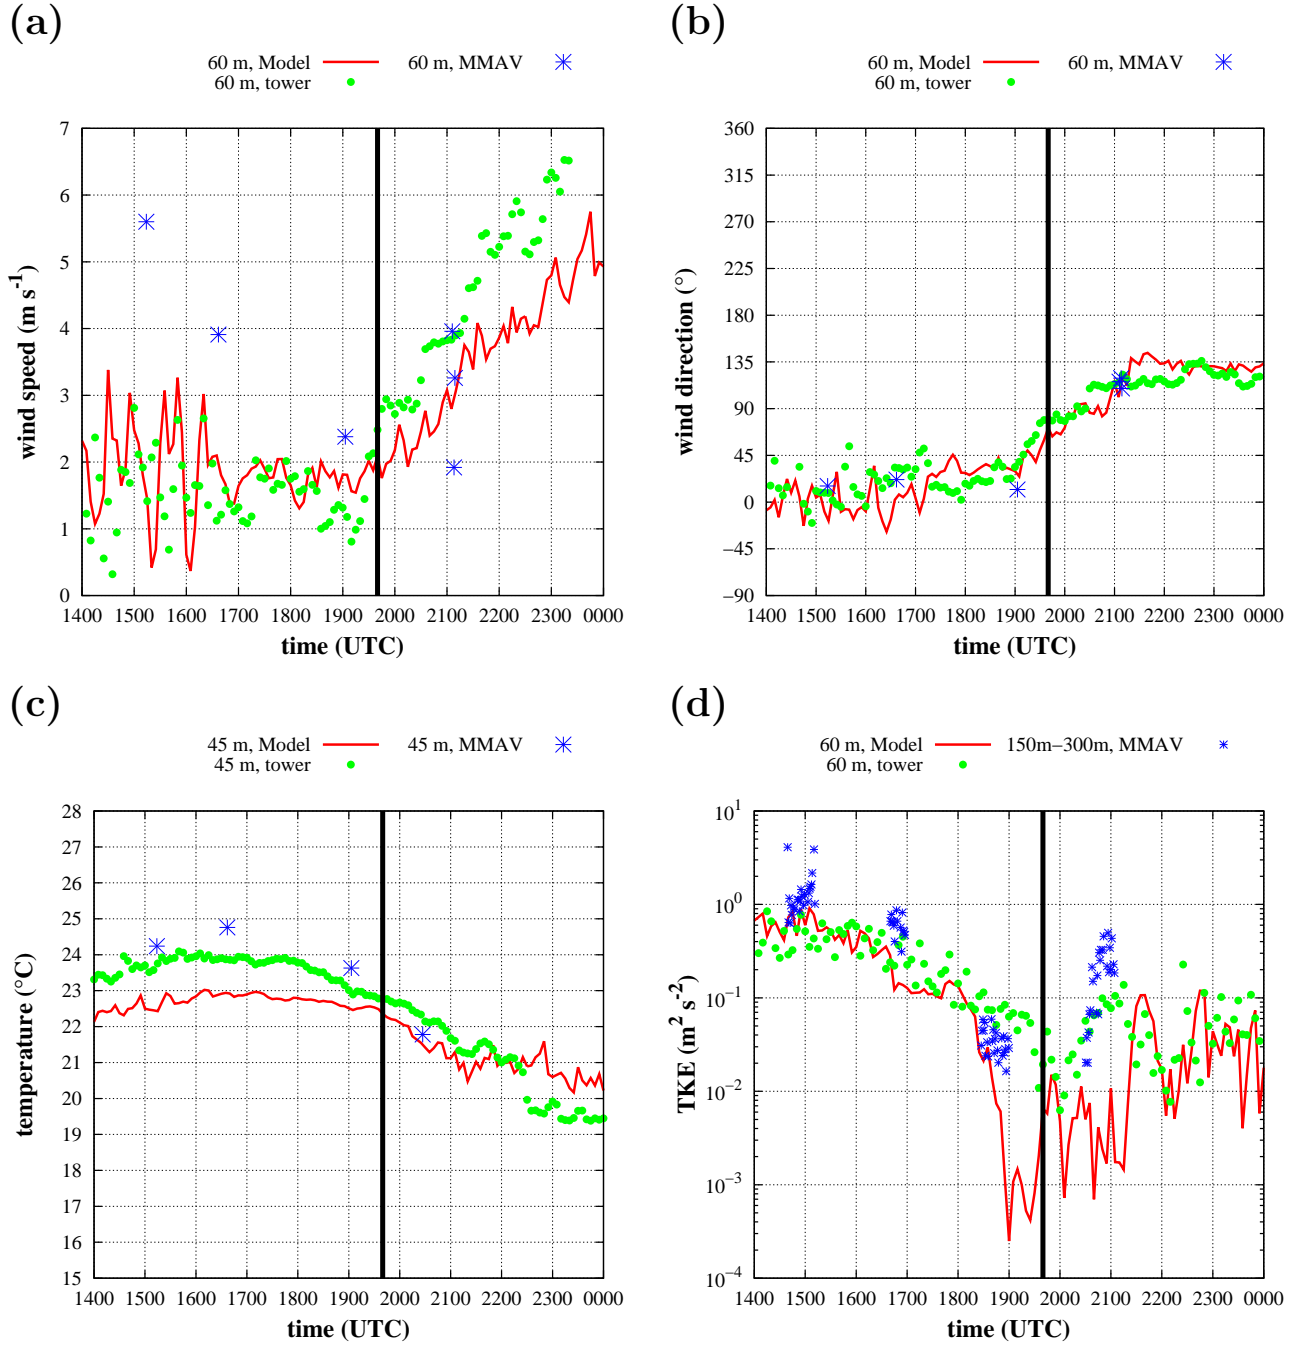 (a)
60 m, Model 60 m, MMAV
60 m, tower
7
6
5
4
3
2
1
0
wind speed (m s⁻¹)
1400 1500 1600 1700 1800 1900 2000 2100 2200 2300 0000
time (UTC)
(b)
60 m, Model 60 m, MMAV
60 m, tower
360
315
270
225
180
135
90
45
0
−45
−90
wind direction (°)
1400 1500 1600 1700 1800 1900 2000 2100 2200 2300 0000
time (UTC)
(c)
45 m, Model 45 m, MMAV
45 m, tower
28
27
26
25
24
23
22
21
20
19
18
17
16
15
temperature (°C)
1400 1500 1600 1700 1800 1900 2000 2100 2200 2300 0000
time (UTC)
(d)
60 m, Model 150m−300m, MMAV
60 m, tower
10¹
10⁰
10⁻¹
10⁻²
10⁻³
10⁻⁴
TKE (m² s⁻²)
1400 1500 1600 1700 1800 1900 2000 2100 2200 2300 0000
time (UTC)